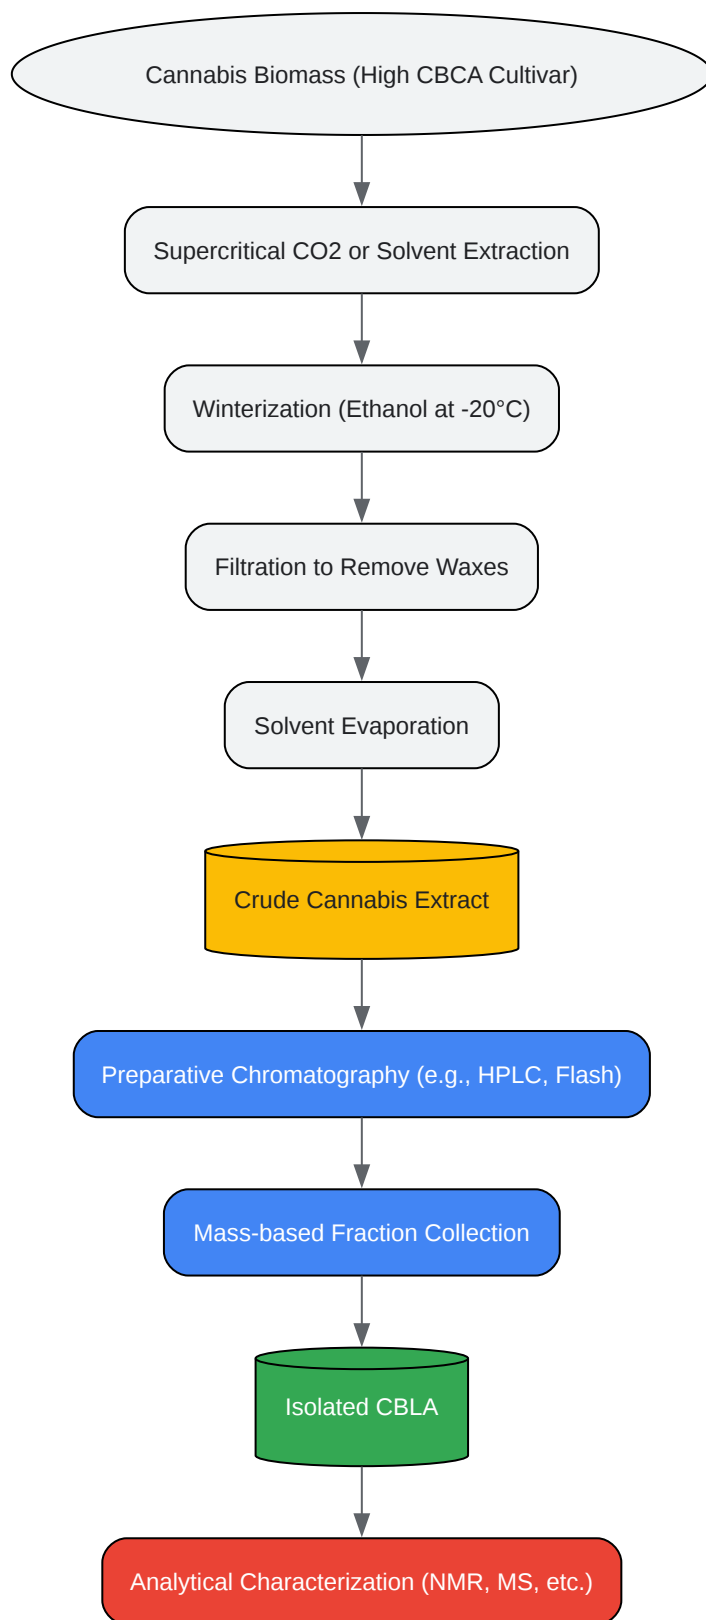 Cannabis Biomass (High CBCA Cultivar)
Supercritical CO2 or Solvent Extraction
Winterization (Ethanol at -20°C)
Filtration to Remove Waxes
Solvent Evaporation
Crude Cannabis Extract
Preparative Chromatography (e.g., HPLC, Flash)
Mass-based Fraction Collection
Isolated CBLA
Analytical Characterization (NMR, MS, etc.)